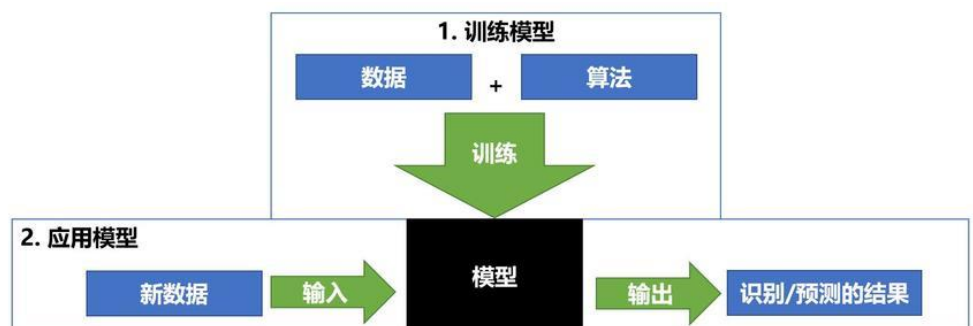 1. 训练模型
数据 + 算法
训练
2. 应用模型
新数据 输入 模型 输出 识别/预测的结果